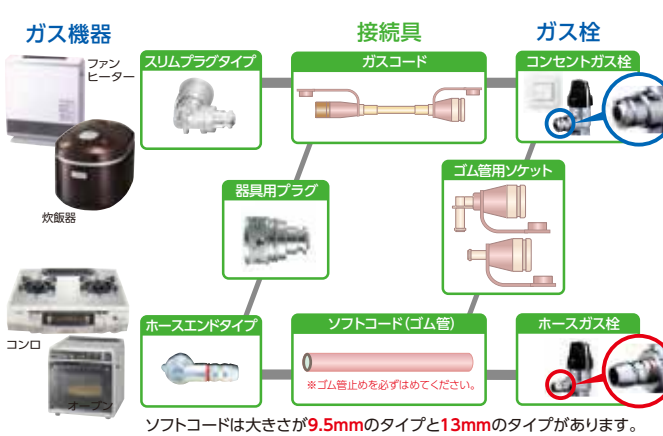 ガス機器
接続具
ガス栓
ファン
ヒーター
スリムプラグタイプ
ガスコード
コンセントガス栓
炊飯器
器具用プラグ
ゴム管用ソケット
コンロ
ホースエンドタイプ
ソフトコード(ゴム管)
ホースガス栓
※ゴム管止めを必ずはめてください。
オーブン
ソフトコードは大きさが9.5mmのタイプと13mmのタイプがあります。